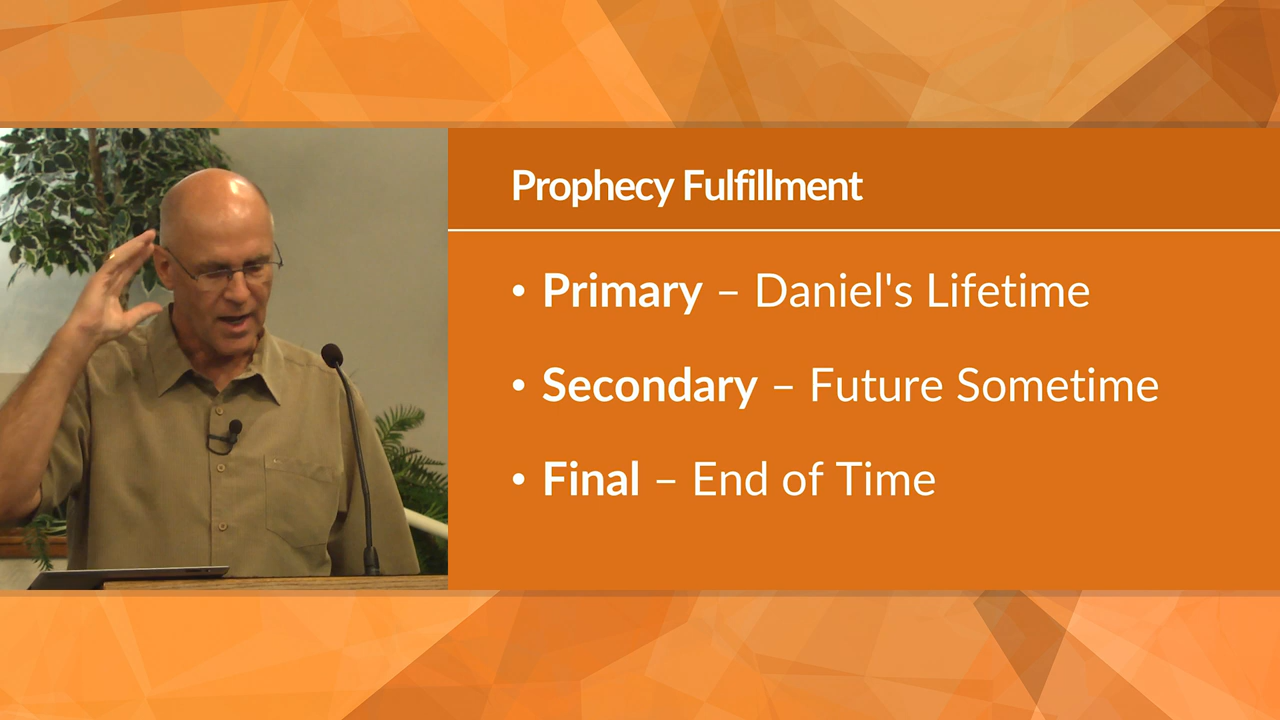 Prophecy Fulfillment
• Primary – Daniel's Lifetime
• Secondary – Future Sometime
• Final – End of Time